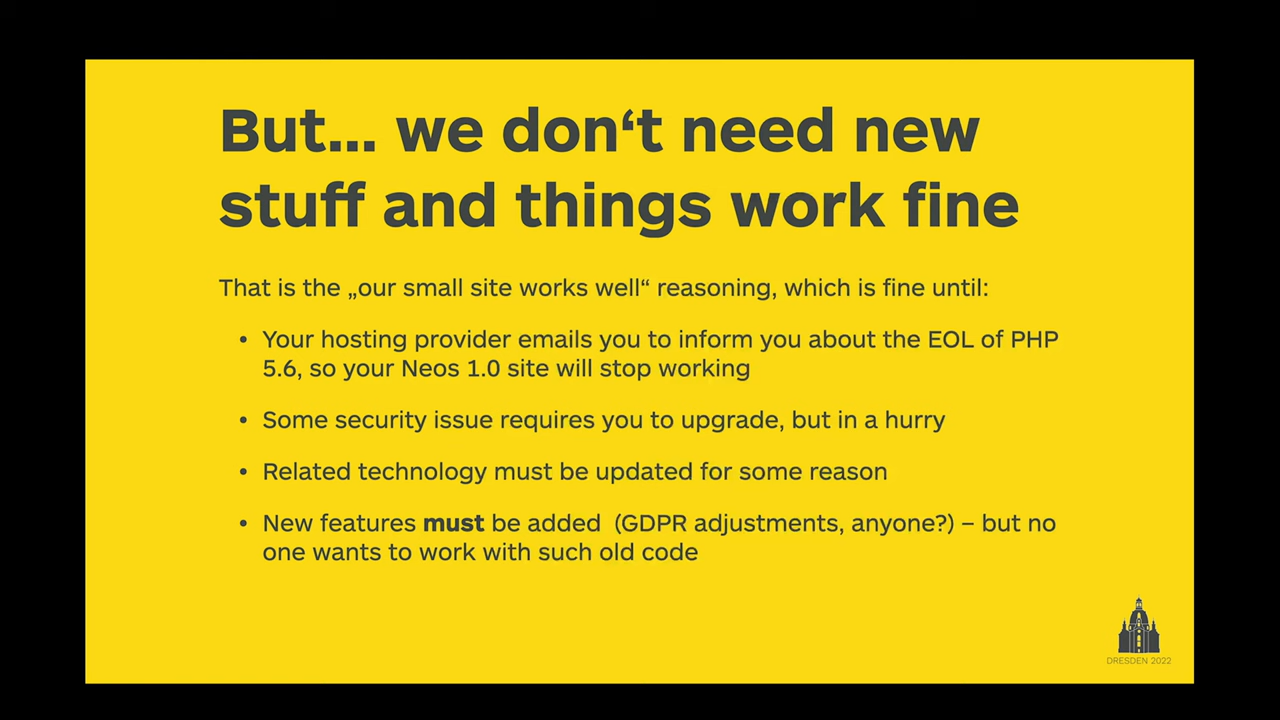 But... we don‘t need new
stuff and things work fine
That is the „our small site works well“ reasoning, which is fine until:
• Your hosting provider emails you to inform you about the EOL of PHP
5.6, so your Neos 1.0 site will stop working
• Some security issue requires you to upgrade, but in a hurry
• Related technology must be updated for some reason
• New features must be added  (GDPR adjustments, anyone?) – but no
one wants to work with such old code
DRESDEN 2022